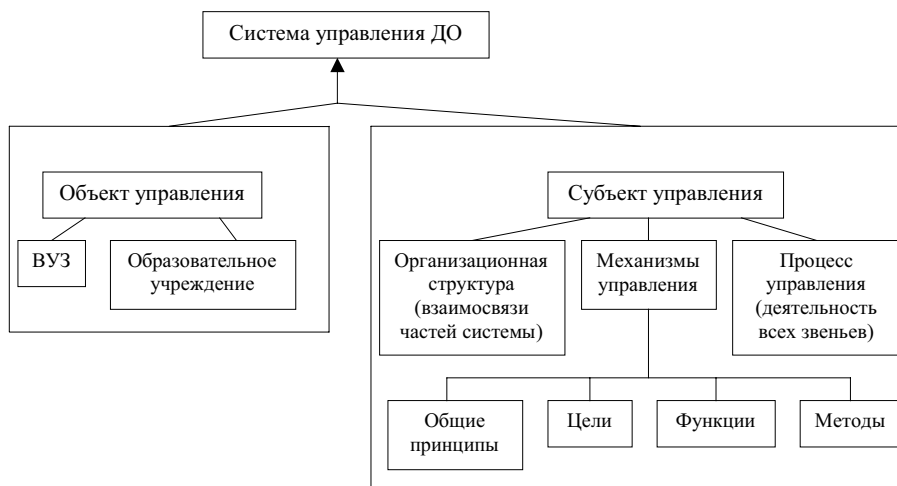 Система управления ДО
Объект управления
ВУЗ
Образовательное
учреждение
Субъект управления
Организационная
структура
(взаимосвязи
частей системы)
Механизмы
управления
Процесс
управления
(деятельность
всех звеньев)
Общие
принципы
Цели
Функции
Методы